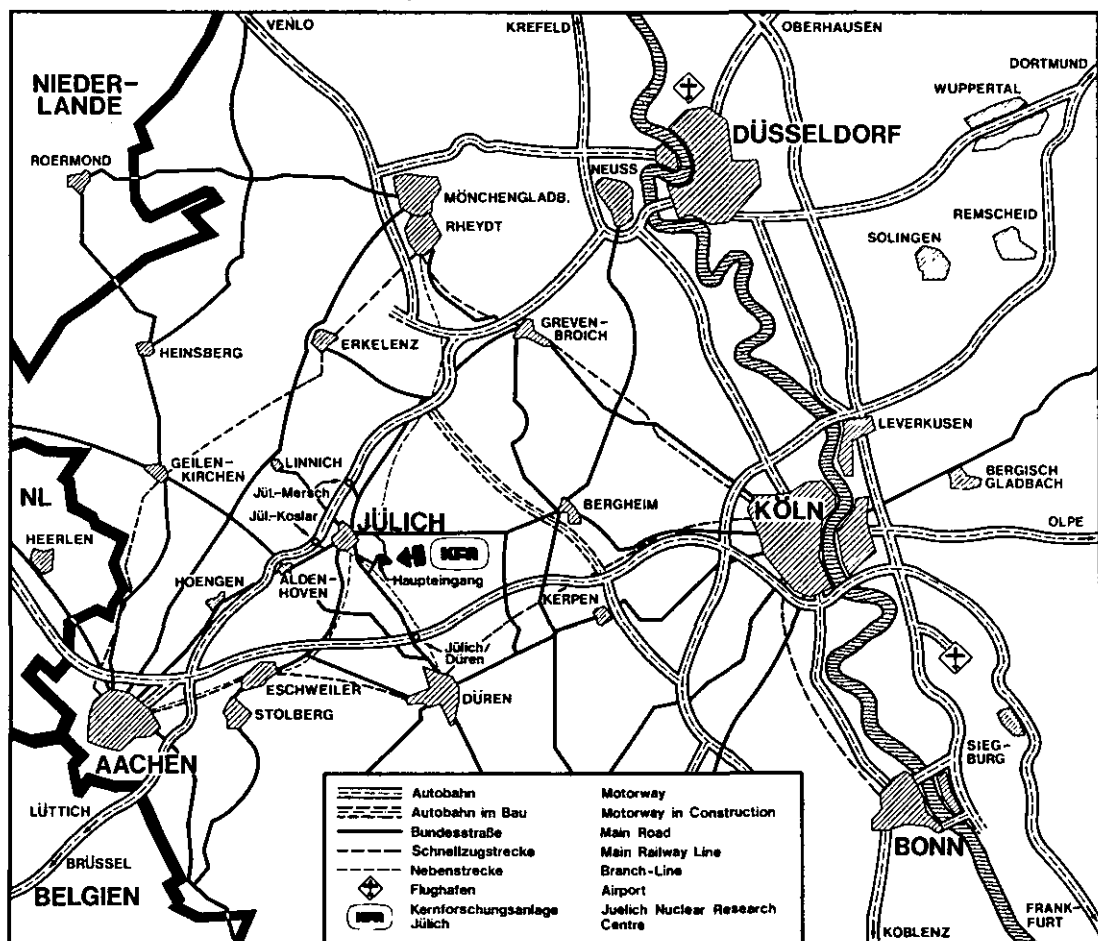 VENLO
KREFELD
OBERHAUSEN
DORTMUND
NIEDER-
LANDE
WUPPERTAL
DÜSSELDORF
ROERMOND
NEUSS
MÖNCHENGLADB.
RHEYDT
REMSCHEID
SOLINGEN
GREVEN-
BROICH
ERKELENZ
HEINSBERG
LEVERKUSEN
GEILEN-
KIRCHEN
LINNICH
BERGISCH
GLADBACH
NL
Jül.-Mersch
BERGHEIM
KÖLN
Jül.-Koslar
JÜLICH
OLPE
HEERLEN
KFA
HOENGEN
ALDEN-
HOVEN
Haupteingang
KERPEN
Jülich/
Düren
ESCHWEILER
DÜREN
STOLBERG
AACHEN
SIEG-
BURG
LÜTTICH
BONN
BRÜSSEL
BELGIEN
FRANK-
FURT
KOBLENZ
Autobahn Motorway
Autobahn im Bau Motorway in Construction
Bundesstraße Main Road
Schnellzugstrecke Main Railway Line
Nebenstrecke Branch-Line
Flughafen Airport
KFA Kernforschungsanlage Juelich Nuclear Research
Jülich Centre